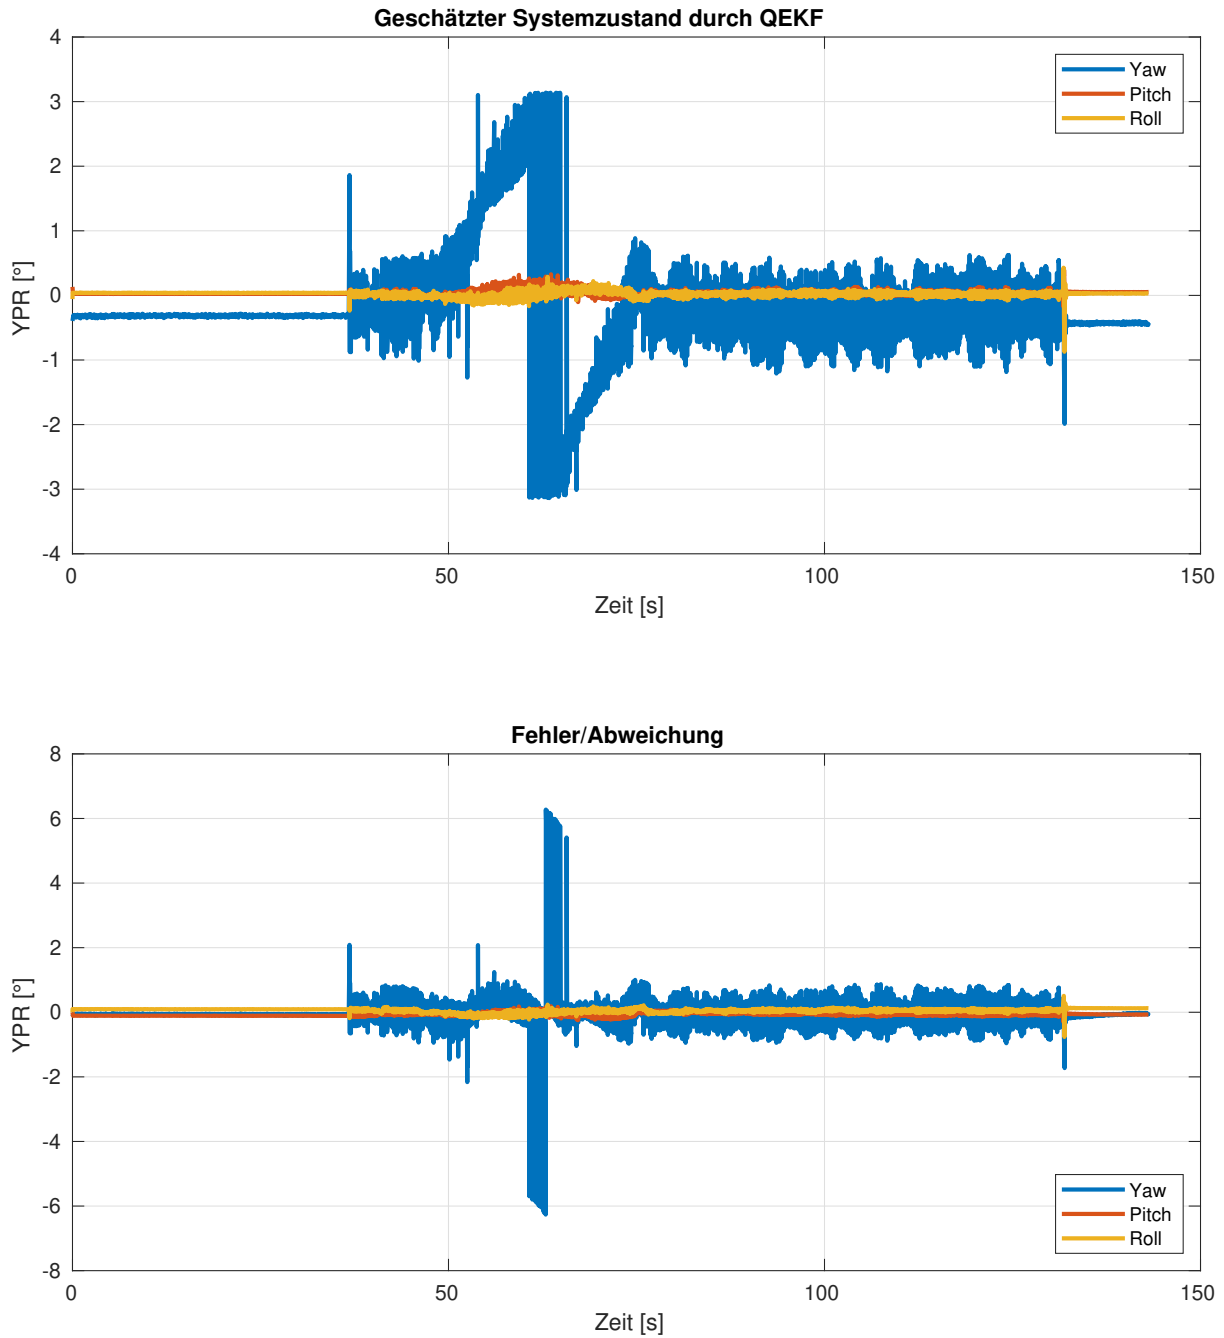 Geschätzter Systemzustand durch QEKF
4
3
2
1
0
-1
-2
-3
-4
YPR [°]
Yaw
Pitch
Roll
0
50
100
150
Zeit [s]
Fehler/Abweichung
8
6
4
2
0
-2
-4
-6
-8
YPR [°]
Yaw
Pitch
Roll
0
50
100
150
Zeit [s]